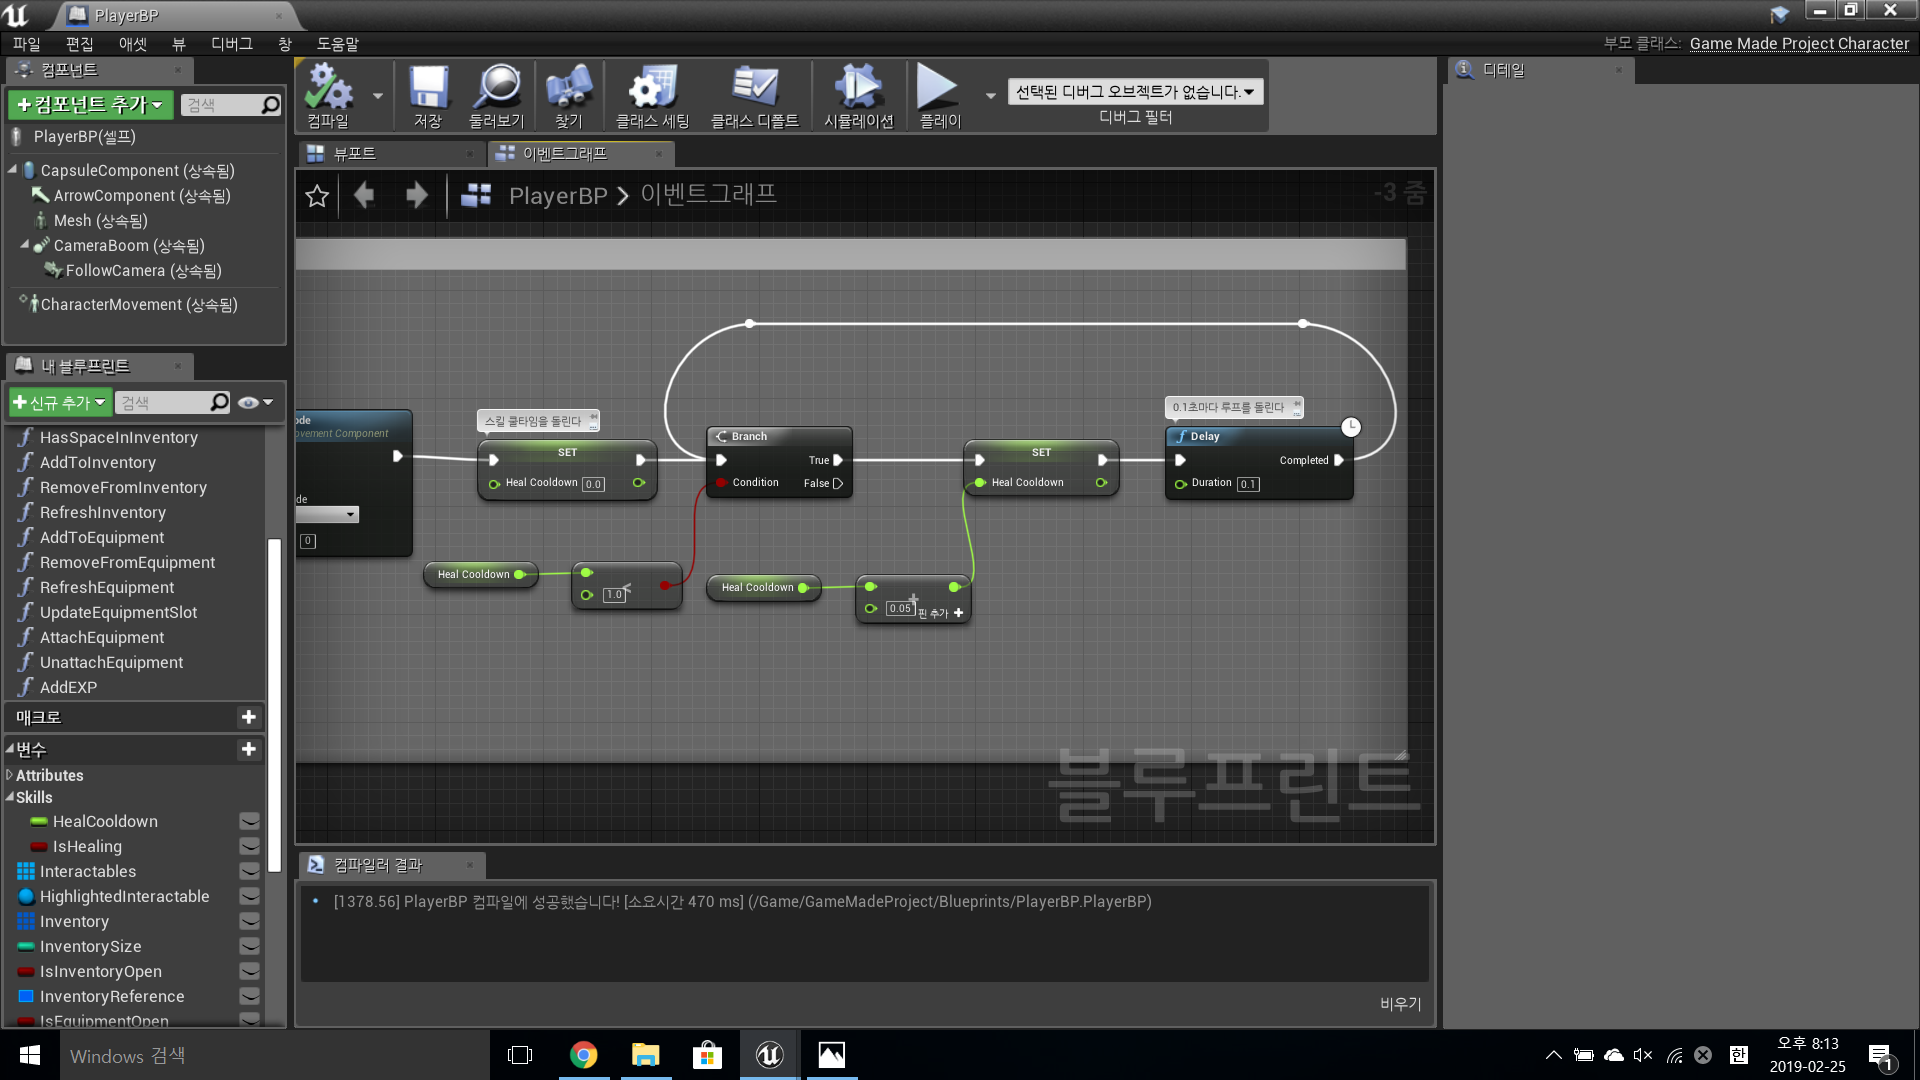 PlayerBP
파일 편집 애셋 뷰 디버그 창 도움말
부모 클래스: Game Made Project Character
컴포넌트
컴포넌트 추가
검색
PlayerBP(셀프)
CapsuleComponent (상속됨)
ArrowComponent (상속됨)
Mesh (상속됨)
CameraBoom (상속됨)
FollowCamera (상속됨)
CharacterMovement (상속됨)
내 블루프린트
신규 추가
검색
HasSpaceInInventory
AddToInventory
RemoveFromInventory
RefreshInventory
AddToEquipment
RemoveFromEquipment
RefreshEquipment
UpdateEquipmentSlot
AttachEquipment
UnattachEquipment
AddEXP
매크로
변수
Attributes
Skills
HealCooldown
IsHealing
Interactables
HighlightedInteractable
Inventory
InventorySize
IsInventoryOpen
InventoryReference
IsEquipmentOpen
컴파일
저장
둘러보기
찾기
클래스 세팅
클래스 디폴트
시뮬레이션
플레이
선택된 디버그 오브젝트가 없습니다.
디버그 필터
뷰포트
이벤트그래프
PlayerBP > 이벤트그래프
-3 줌
ode
ovement Component
de
0
스킬 쿨타임을 돌린다
SET
Heal Cooldown 0.0
Branch
True
Condition False
SET
Heal Cooldown
0.1초마다 루프를 돌린다
Delay
Completed
Duration 0.1
Heal Cooldown
1.0 <
Heal Cooldown
0.05 +
핀 추가 +
블루프린트
컴파일러 결과
[1378.56] PlayerBP 컴파일에 성공했습니다! [소요시간 470 ms] (/Game/GameMadeProject/Blueprints/PlayerBP.PlayerBP)
비우기
디테일
Windows 검색
한
오후 8:13
2019-02-25
1